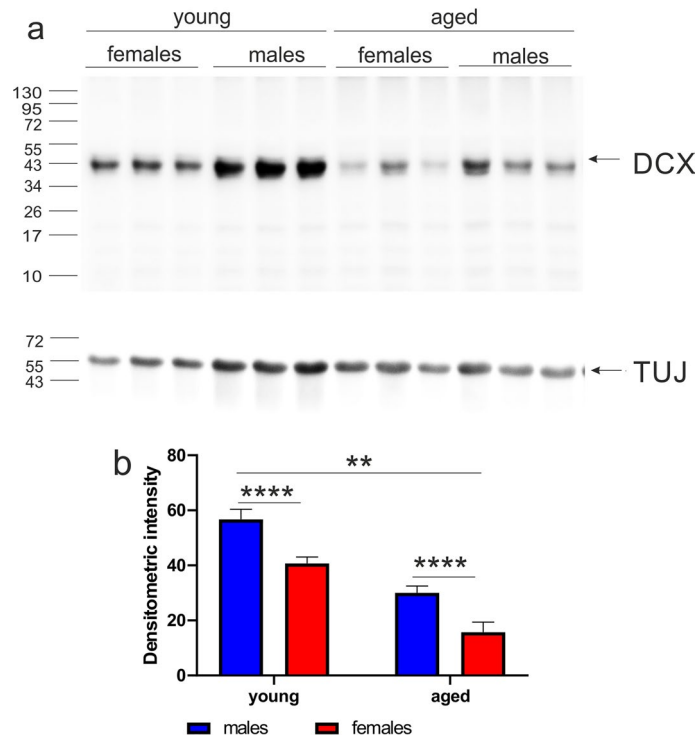 a
young aged
females males females males
130
95
72
55
43
34
26
17
10
DCX
72
55
43
TUJ
b
Densitometric intensity
80
60
40
20
0
**
****
****
young aged
males females